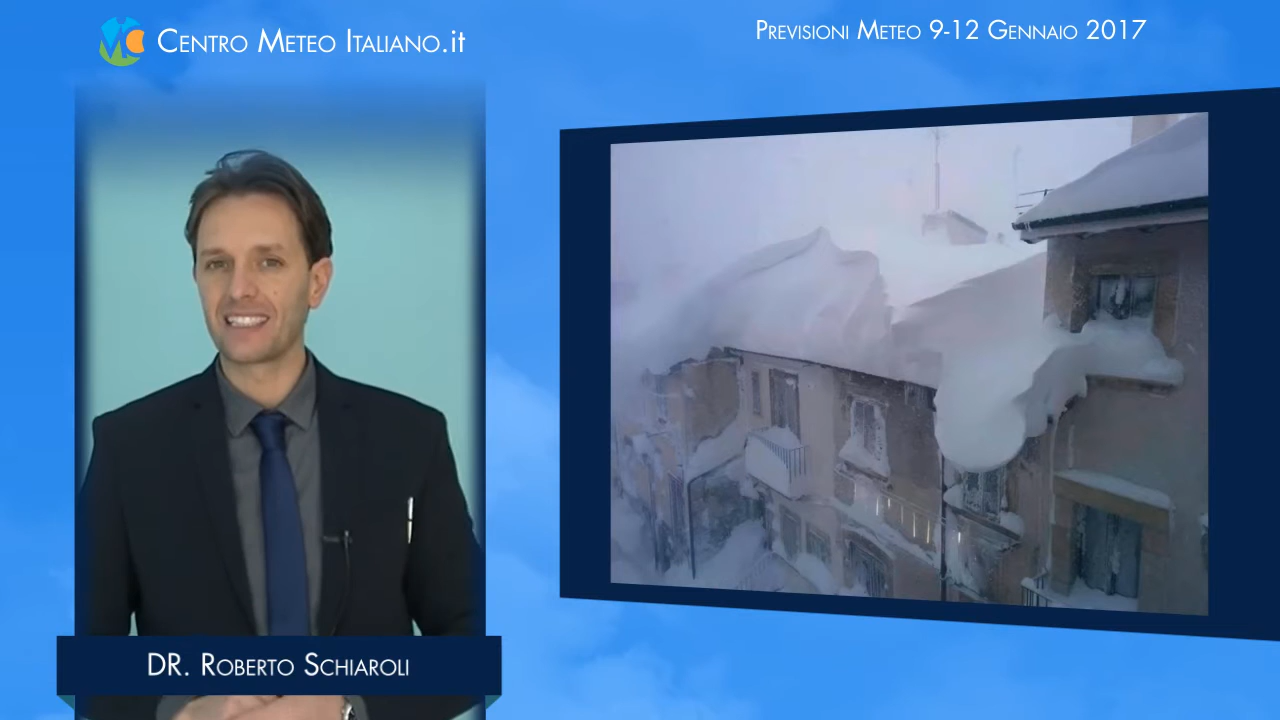 Centro Meteo Italiano.it
Previsioni Meteo 9-12 Gennaio 2017
DR. Roberto Schiaroli